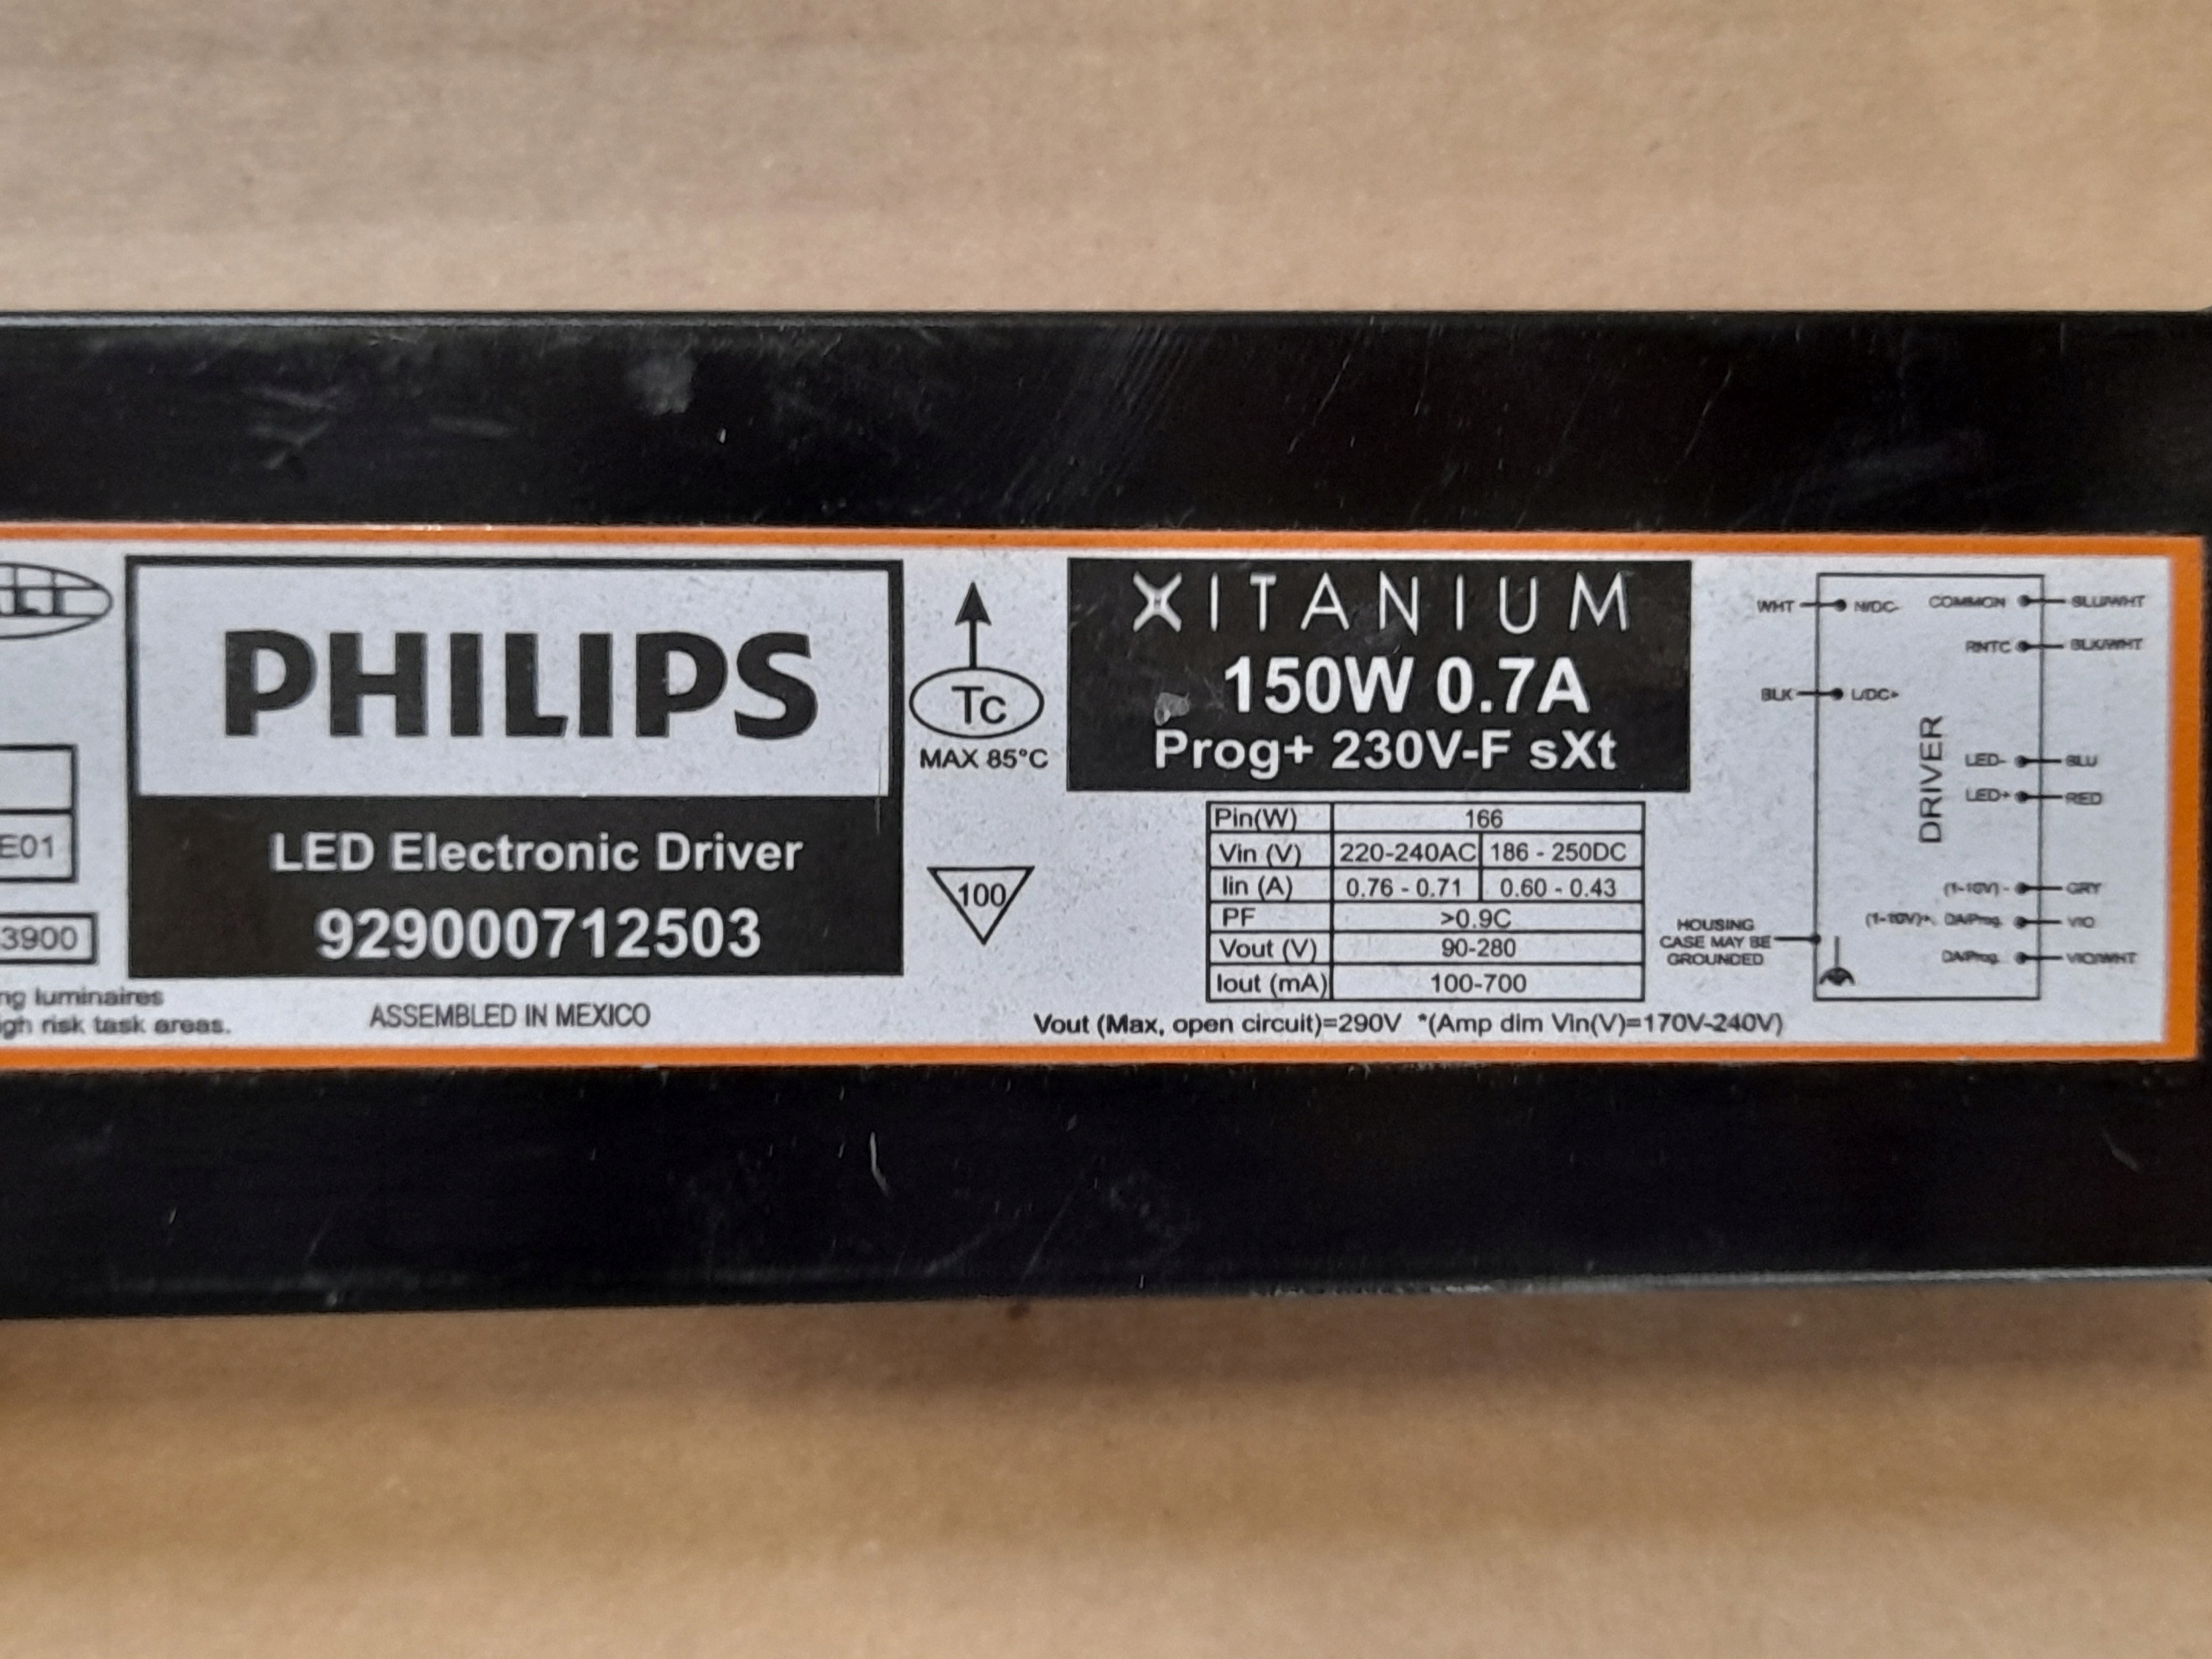 E01
3900
ng luminaires
igh risk task areas.
PHILIPS
LED Electronic Driver
929000712503
ASSEMBLED IN MEXICO
Tc
MAX 85°C
100
XITANIUM
150W 0.7A
Prog+ 230V-F sXt
Pin(W) 166
Vin (V) 220-240AC 186 - 250DC
Iin (A) 0.76 - 0.71 0.60 - 0.43
PF >0.9C
Vout (V) 90-280
Iout (mA) 100-700
Vout (Max, open circuit)=290V *(Amp dim Vin(V)=170V-240V)
WHT N/DC- COMMON BLU/WHT
RNTC BLK/WHT
BLK L/DC+
DRIVER
LED- BLU
LED+ RED
(1-10V) - GRY
(1-10V)+, DA/Prog. VIO
DA/Prog. VIO/WHT
HOUSING
CASE MAY BE
GROUNDED